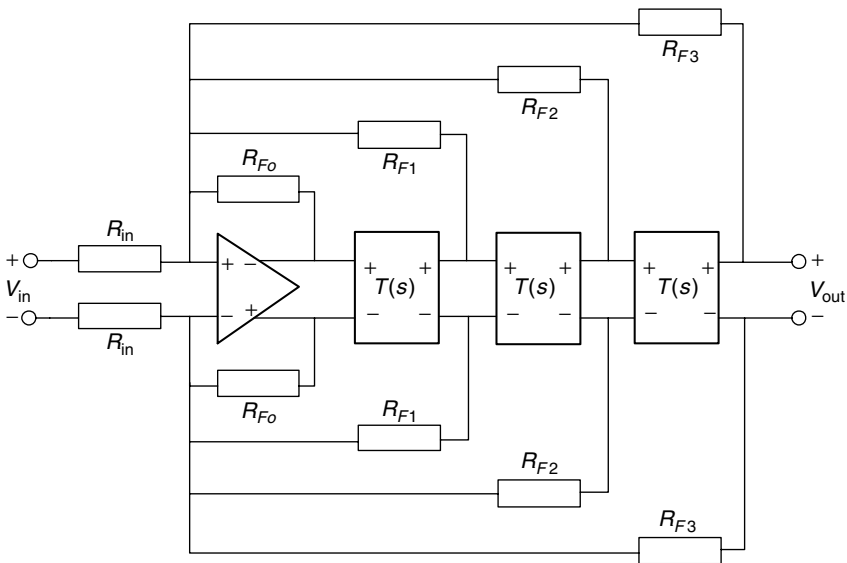 R_F3
R_F2
R_F1
R_Fo
R_in
+ + − + + + + + + +
V_in T(s) T(s) T(s) V_out
− − + − − − − − − −
R_in
R_Fo
R_F1
R_F2
R_F3